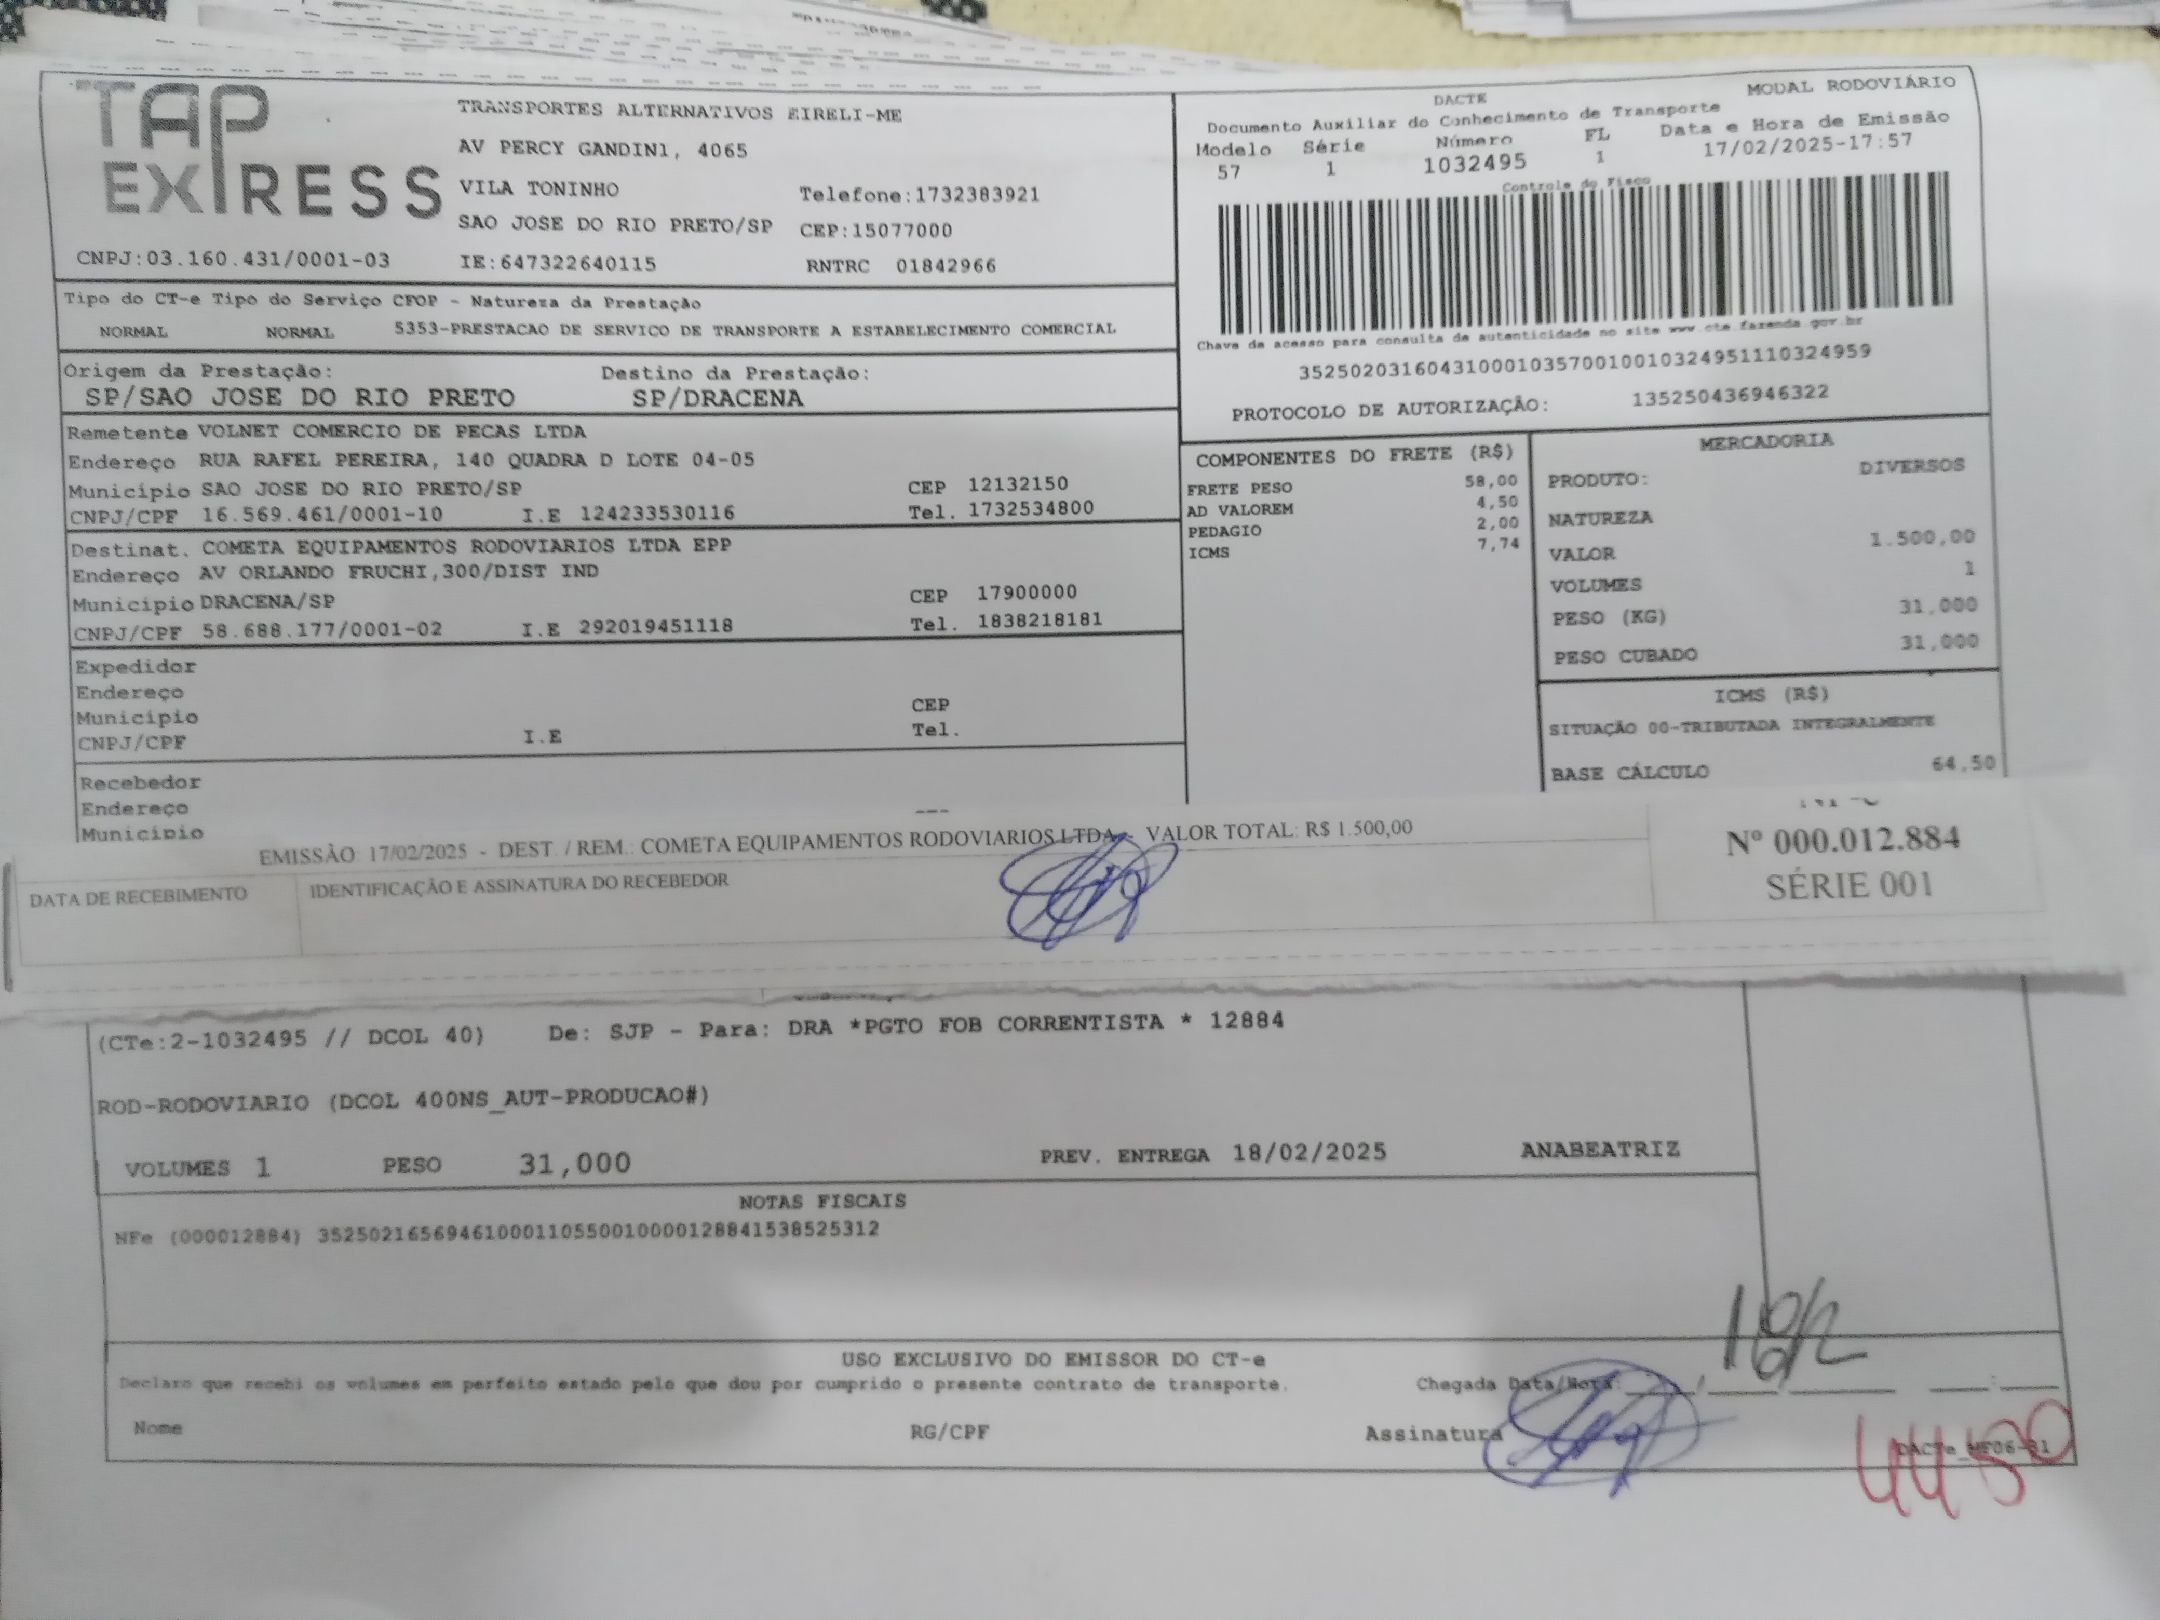 TAP EXPRESS
TRANSPORTES ALTERNATIVOS EIRELI-ME
AV PERCY GANDINI, 4065
VILA TONINHO Telefone:1732383921
SAO JOSE DO RIO PRETO/SP CEP:15077000
CNPJ:03.160.431/0001-03 IE:647322640115 RNTRC 01842966
MODAL RODOVIÁRIO
DACTE
Documento Auxiliar do Conhecimento de Transporte
Modelo Série Número FL Data e Hora de Emissão
57 1 1032495 1 17/02/2025-17:57
Controle do Fisco
Chave de acesso para consulta de autenticidade no site www.cte.fazenda.gov.br
35250203160431000103570010010324951110324959
PROTOCOLO DE AUTORIZAÇÃO: 135250436946322
Tipo do CT-e Tipo do Serviço CFOP - Natureza da Prestação
NORMAL NORMAL 5353-PRESTACAO DE SERVICO DE TRANSPORTE A ESTABELECIMENTO COMERCIAL
Origem da Prestação: Destino da Prestação:
SP/SAO JOSE DO RIO PRETO SP/DRACENA
Remetente VOLNET COMERCIO DE PECAS LTDA
Endereço RUA RAFEL PEREIRA, 140 QUADRA D LOTE 04-05
Município SAO JOSE DO RIO PRETO/SP CEP 12132150
CNPJ/CPF 16.569.461/0001-10 I.E 124233530116 Tel. 1732534800
Destinat. COMETA EQUIPAMENTOS RODOVIARIOS LTDA EPP
Endereço AV ORLANDO FRUCHI,300/DIST IND
Município DRACENA/SP CEP 17900000
CNPJ/CPF 58.688.177/0001-02 I.E 292019451118 Tel. 1838218181
Expedidor
Endereço
Município CEP
CNPJ/CPF I.E Tel.
Recebedor
Endereço
Município
COMPONENTES DO FRETE (R$)
FRETE PESO 58,00
AD VALOREM 4,50
PEDAGIO 2,00
ICMS 7,74
MERCADORIA
PRODUTO: DIVERSOS
NATUREZA
VALOR 1.500,00
VOLUMES 1
PESO (KG) 31,000
PESO CUBADO 31,000
ICMS (R$)
SITUAÇÃO 00-TRIBUTADA INTEGRALMENTE
BASE CÁLCULO 64,50
EMISSÃO: 17/02/2025 - DEST. / REM.: COMETA EQUIPAMENTOS RODOVIARIOS LTDA - VALOR TOTAL: R$ 1.500,00
Nº 000.012.884
SÉRIE 001
DATA DE RECEBIMENTO IDENTIFICAÇÃO E ASSINATURA DO RECEBEDOR
(CTe:2-1032495 // DCOL 40) De: SJP - Para: DRA *PGTO FOB CORRENTISTA * 12884
ROD-RODOVIARIO (DCOL 400NS_AUT-PRODUCAO#)
VOLUMES 1 PESO 31,000 PREV. ENTREGA 18/02/2025 ANABEATRIZ
NOTAS FISCAIS
NFe (000012884) 35250216569461000110550010000128841538525312
18/2
USO EXCLUSIVO DO EMISSOR DO CT-e
Declaro que recebi os volumes em perfeito estado pelo que dou por cumprido o presente contrato de transporte. Chegada Data/Hora:
Nome RG/CPF Assinatura